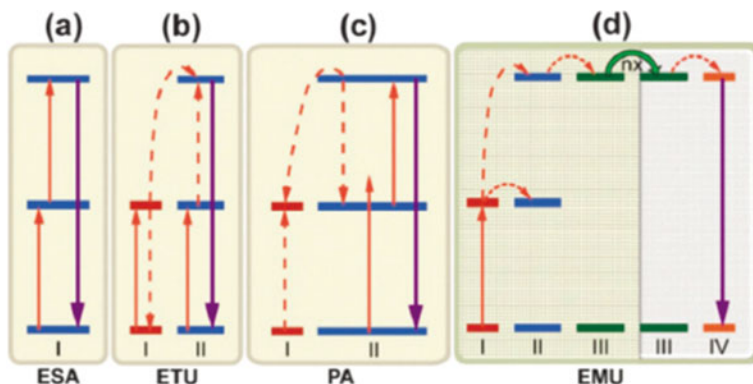 (a) (b) (c) (d)
nx
I I II I II I II III III IV
ESA ETU PA EMU